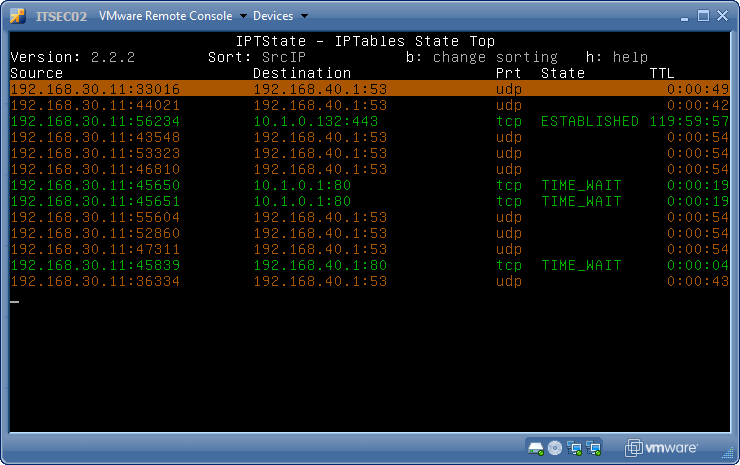 ITSEC02 VMware Remote Console Devices
IPTState - IPTables State Top
Version: 2.2.2 Sort: SrcIP b: change sorting h: help
Source Destination Prt State TTL
192.168.30.11:33016 192.168.40.1:53 udp 0:00:49
192.168.30.11:44021 192.168.40.1:53 udp 0:00:42
192.168.30.11:56234 10.1.0.132:443 tcp ESTABLISHED 119:59:57
192.168.30.11:43548 192.168.40.1:53 udp 0:00:54
192.168.30.11:53323 192.168.40.1:53 udp 0:00:54
192.168.30.11:46810 192.168.40.1:53 udp 0:00:54
192.168.30.11:45650 10.1.0.1:80 tcp TIME_WAIT 0:00:19
192.168.30.11:45651 10.1.0.1:80 tcp TIME_WAIT 0:00:19
192.168.30.11:55604 192.168.40.1:53 udp 0:00:54
192.168.30.11:52860 192.168.40.1:53 udp 0:00:54
192.168.30.11:47311 192.168.40.1:53 udp 0:00:54
192.168.30.11:45839 192.168.40.1:80 tcp TIME_WAIT 0:00:04
192.168.30.11:36334 192.168.40.1:53 udp 0:00:43
vmware